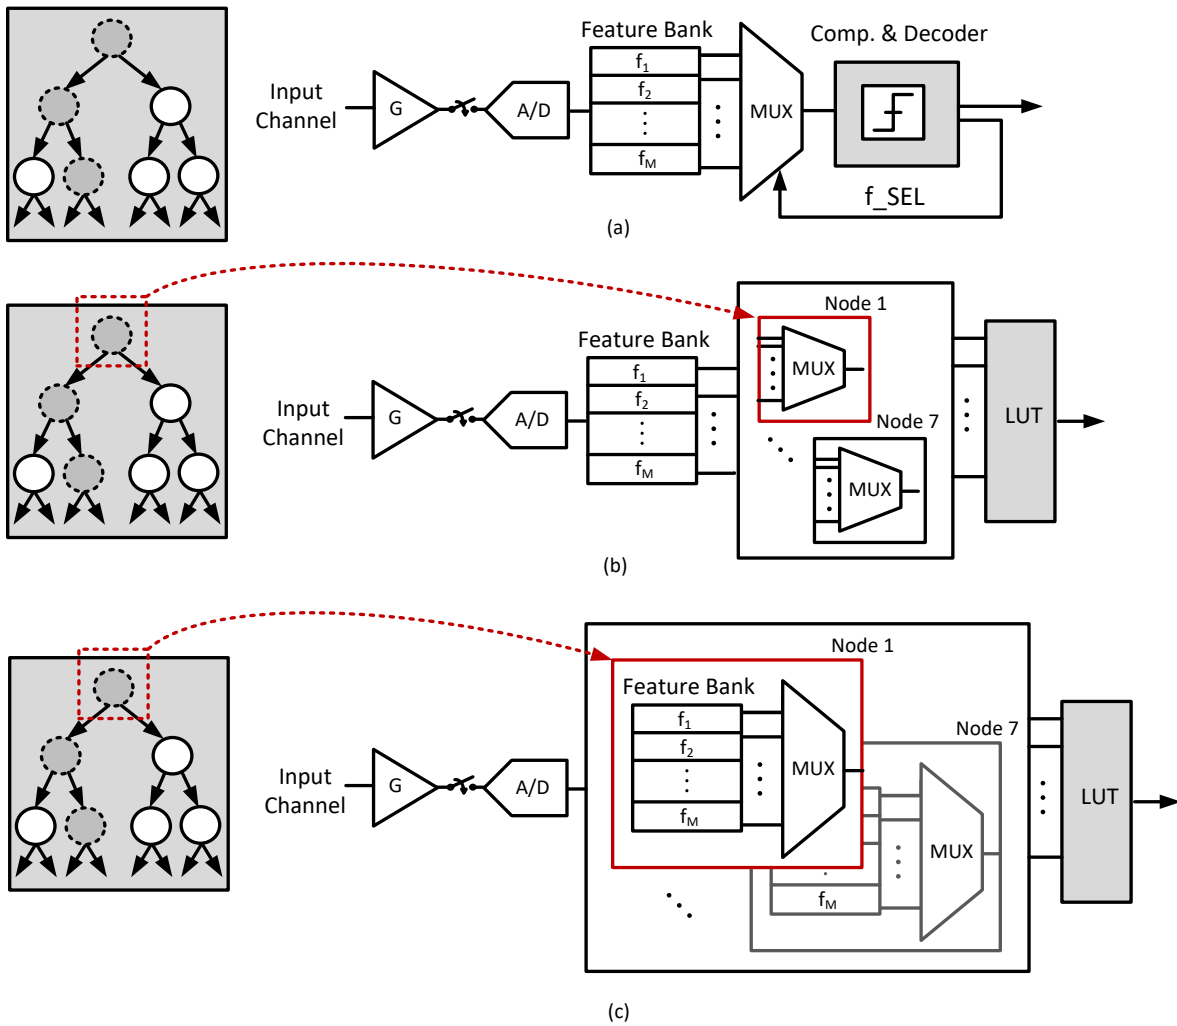 Feature Bank
Comp. & Decoder
Input
Channel
G
A/D
f1
f2
fM
MUX
f_SEL
(a)
Node 1
Feature Bank
MUX
Input
Channel
G
A/D
f1
f2
fM
Node 7
MUX
LUT
(b)
Node 1
Feature Bank
f1
f2
fM
MUX
Node 7
Input
Channel
G
A/D
MUX
fM
LUT
(c)